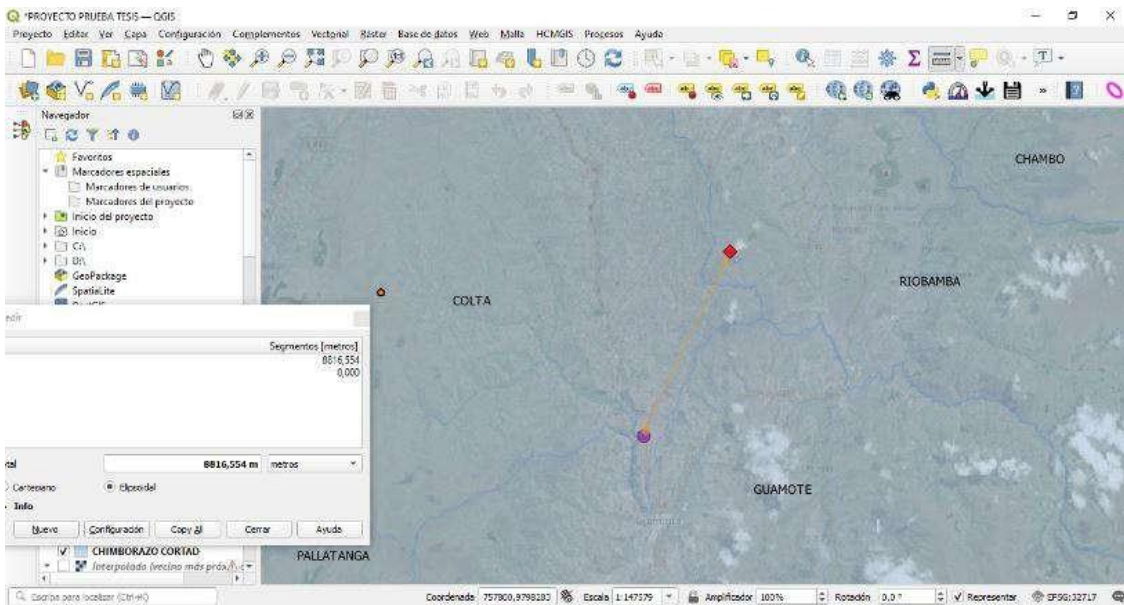 *PROYECTO PRUEBA TESIS — QGIS
Proyecto Editar Ver Capa Configuración Complementos Vectorial Ráster Base de datos Web Malla HCMGIS Procesos Ayuda
Navegador
Favoritos
Marcadores espaciales
Marcadores de usuarios
Marcadores del proyecto
Inicio del proyecto
Inicio
C:\
D:\
GeoPackage
SpatiaLite
CHAMBO
RIOBAMBA
COLTA
GUAMOTE
PALLATANGA
edir
Segmentos [metros]
8816,554
0,000
tal 8816,554 m metros
Cartesiano Elipsoidal
Info
Nuevo Configuración Copy All Cerrar Ayuda
CHIMBORAZO CORTAD
Interpolado (vecino más próx
Escriba para localizar (Ctrl+K) Coordenada 757800,9798283 Escala 1:147579 Amplificador 100% Rotación 0,0 ° Representar EPSG:32717